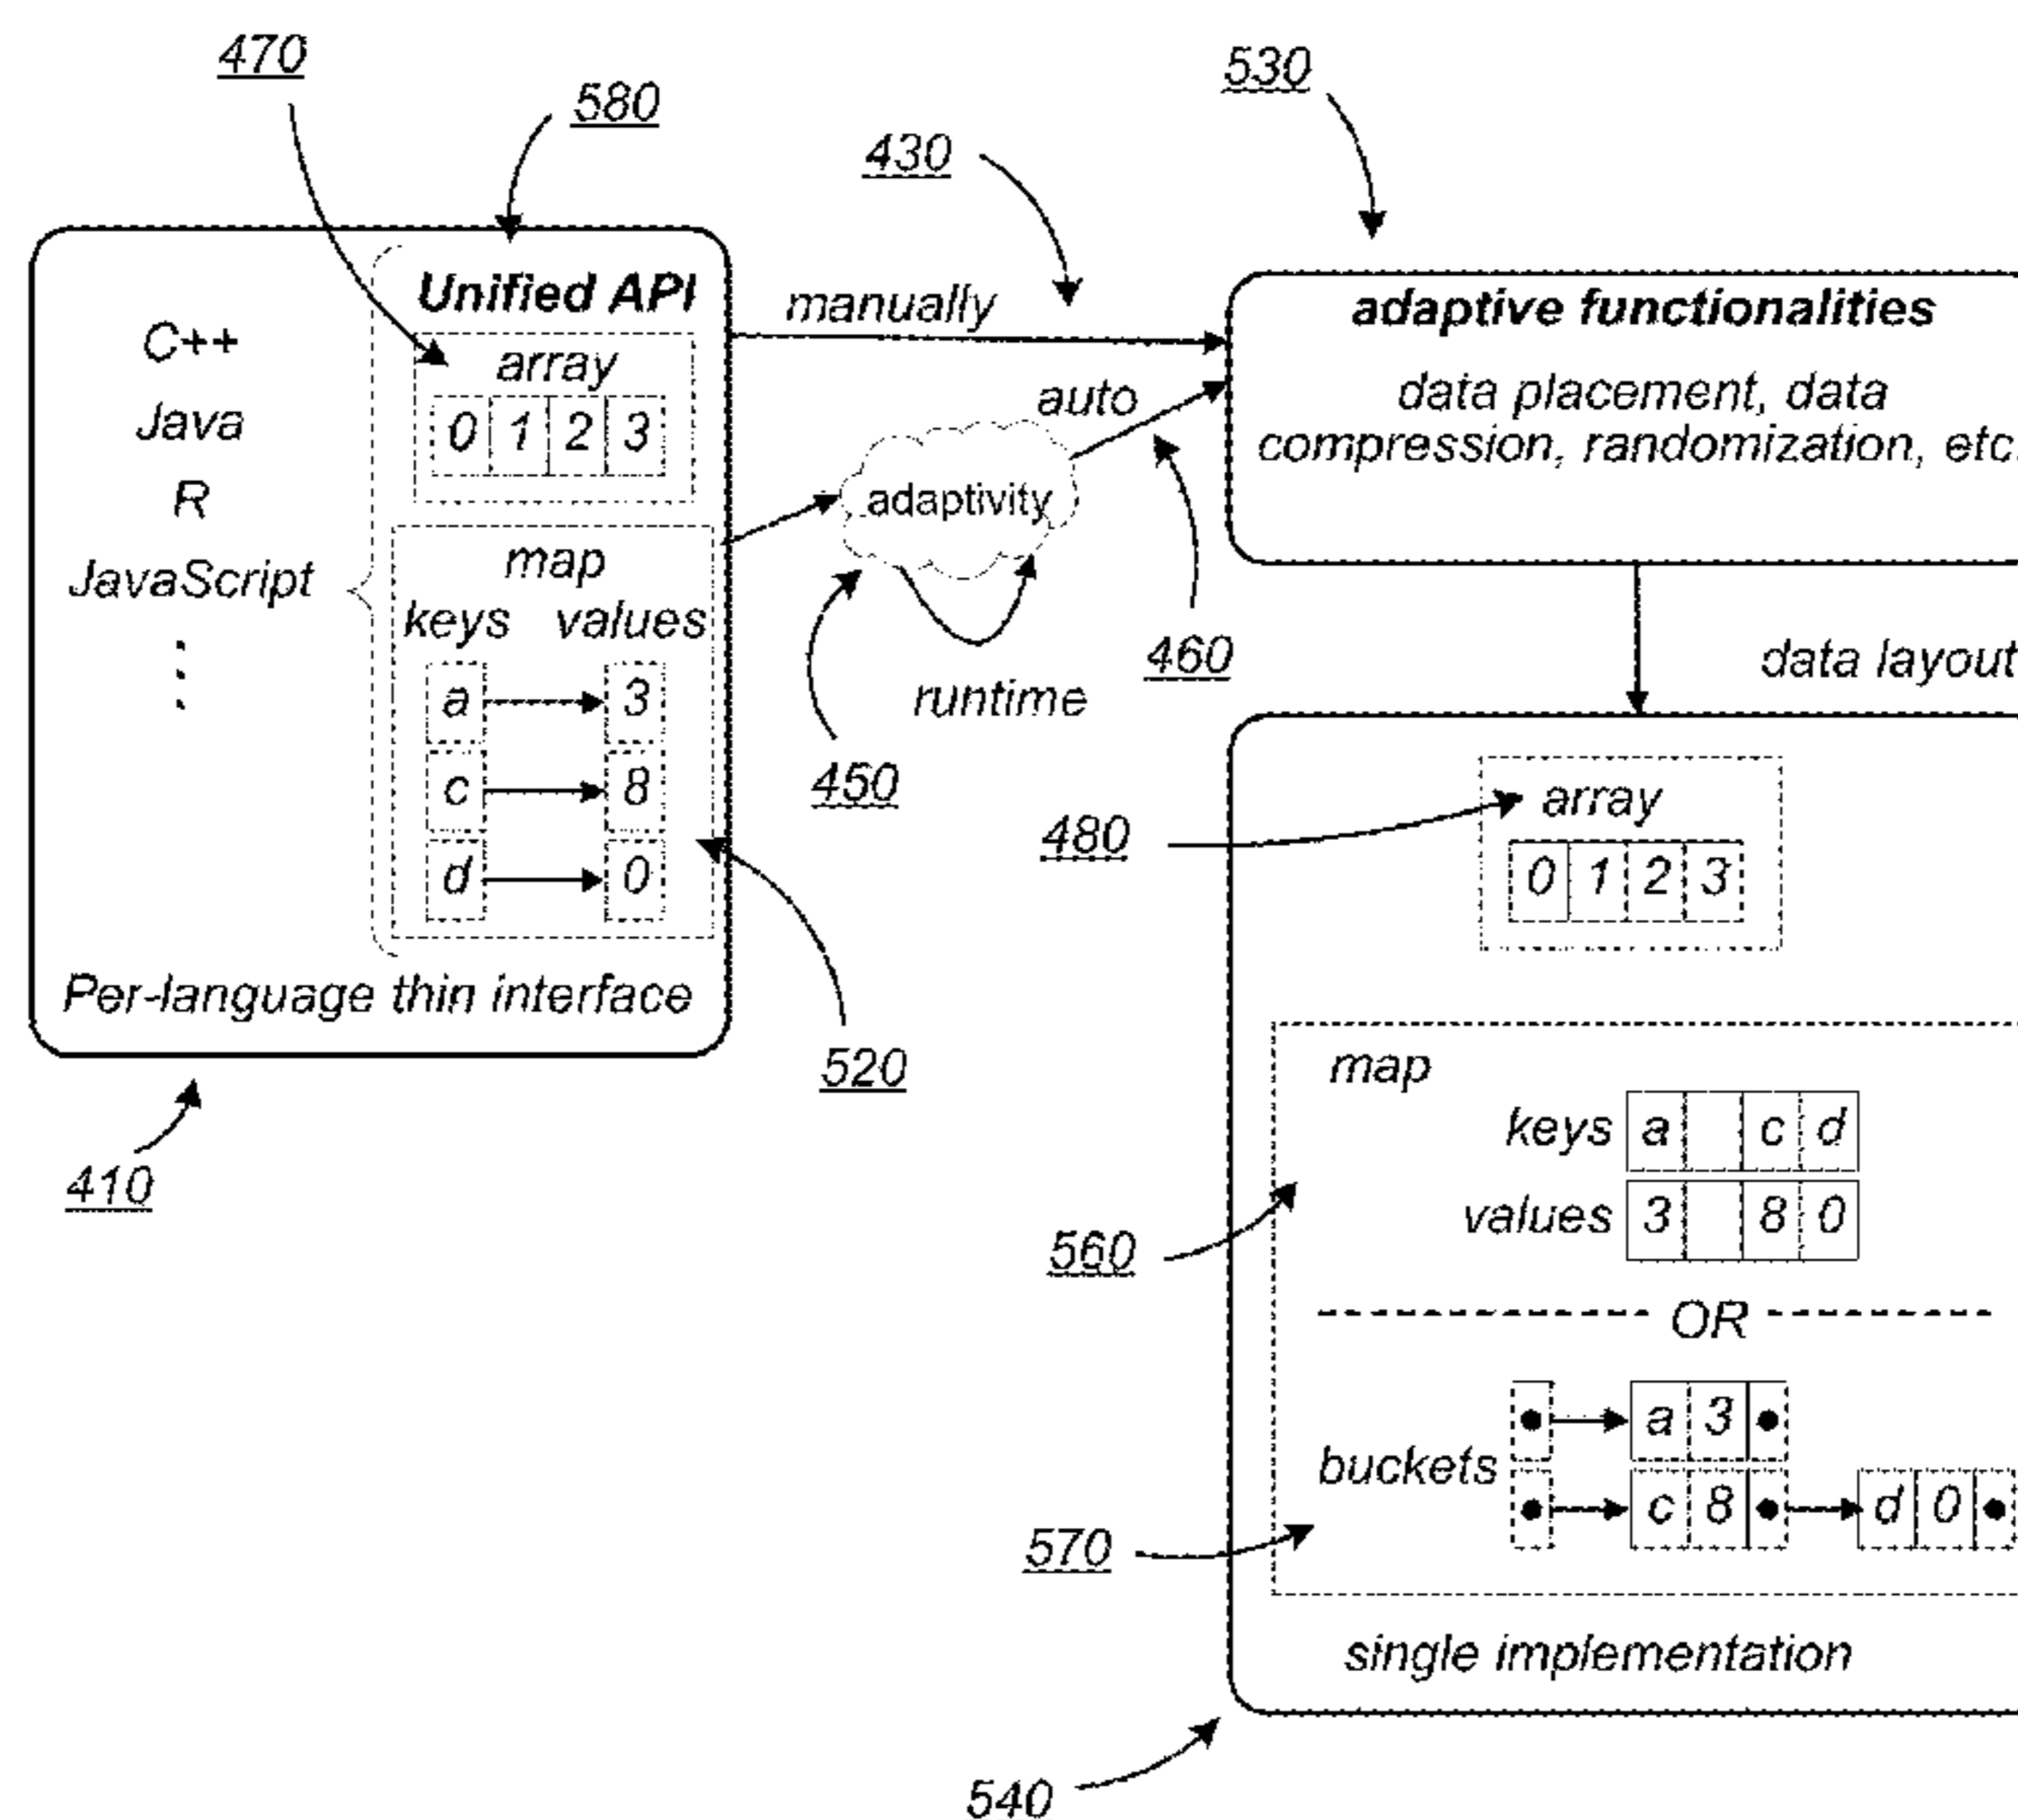 470
580
530
430
Unified API
C++
Java
R
JavaScript
array
0 1 2 3
map
keys values
a 3
c 8
d 0
Per-language thin interface
410
520
manually
auto
adaptivity
runtime
450
460
adaptive functionalities
data placement, data
compression, randomization, etc.
data layout
480
array
0 1 2 3
map
keys a c d
values 3 8 0
560
OR
buckets
a 3
c 8 d 0
570
single implementation
540